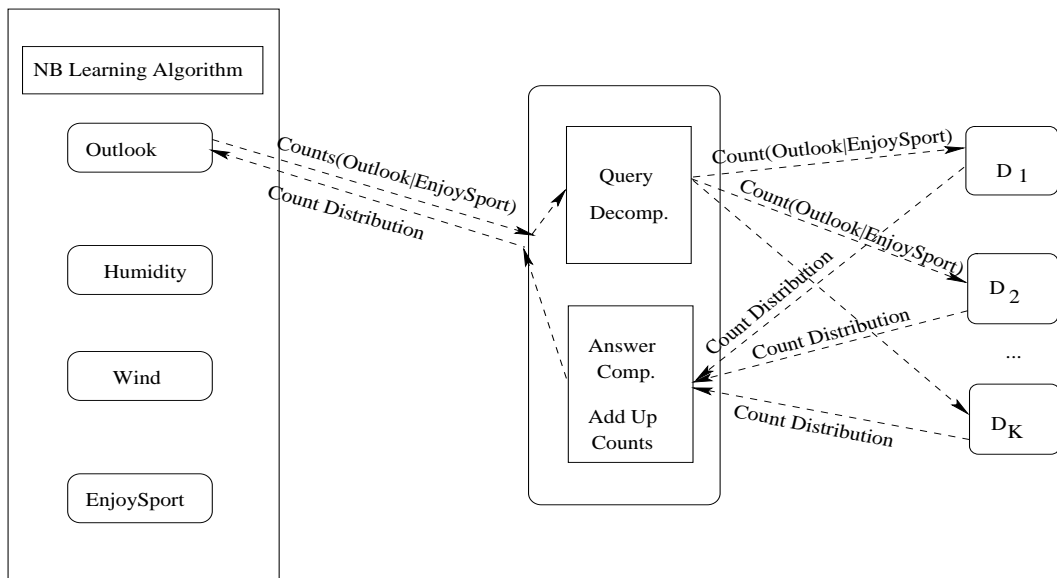 NB Learning Algorithm
Outlook
Humidity
Wind
EnjoySport
Counts(Outlook|EnjoySport)
Count Distribution
Query
Decomp.
Answer
Comp.
Add Up
Counts
Count(Outlook|EnjoySport)
Count(Outlook|EnjoySport)
Count Distribution
Count Distribution
Count Distribution
D 1
D 2
...
D K